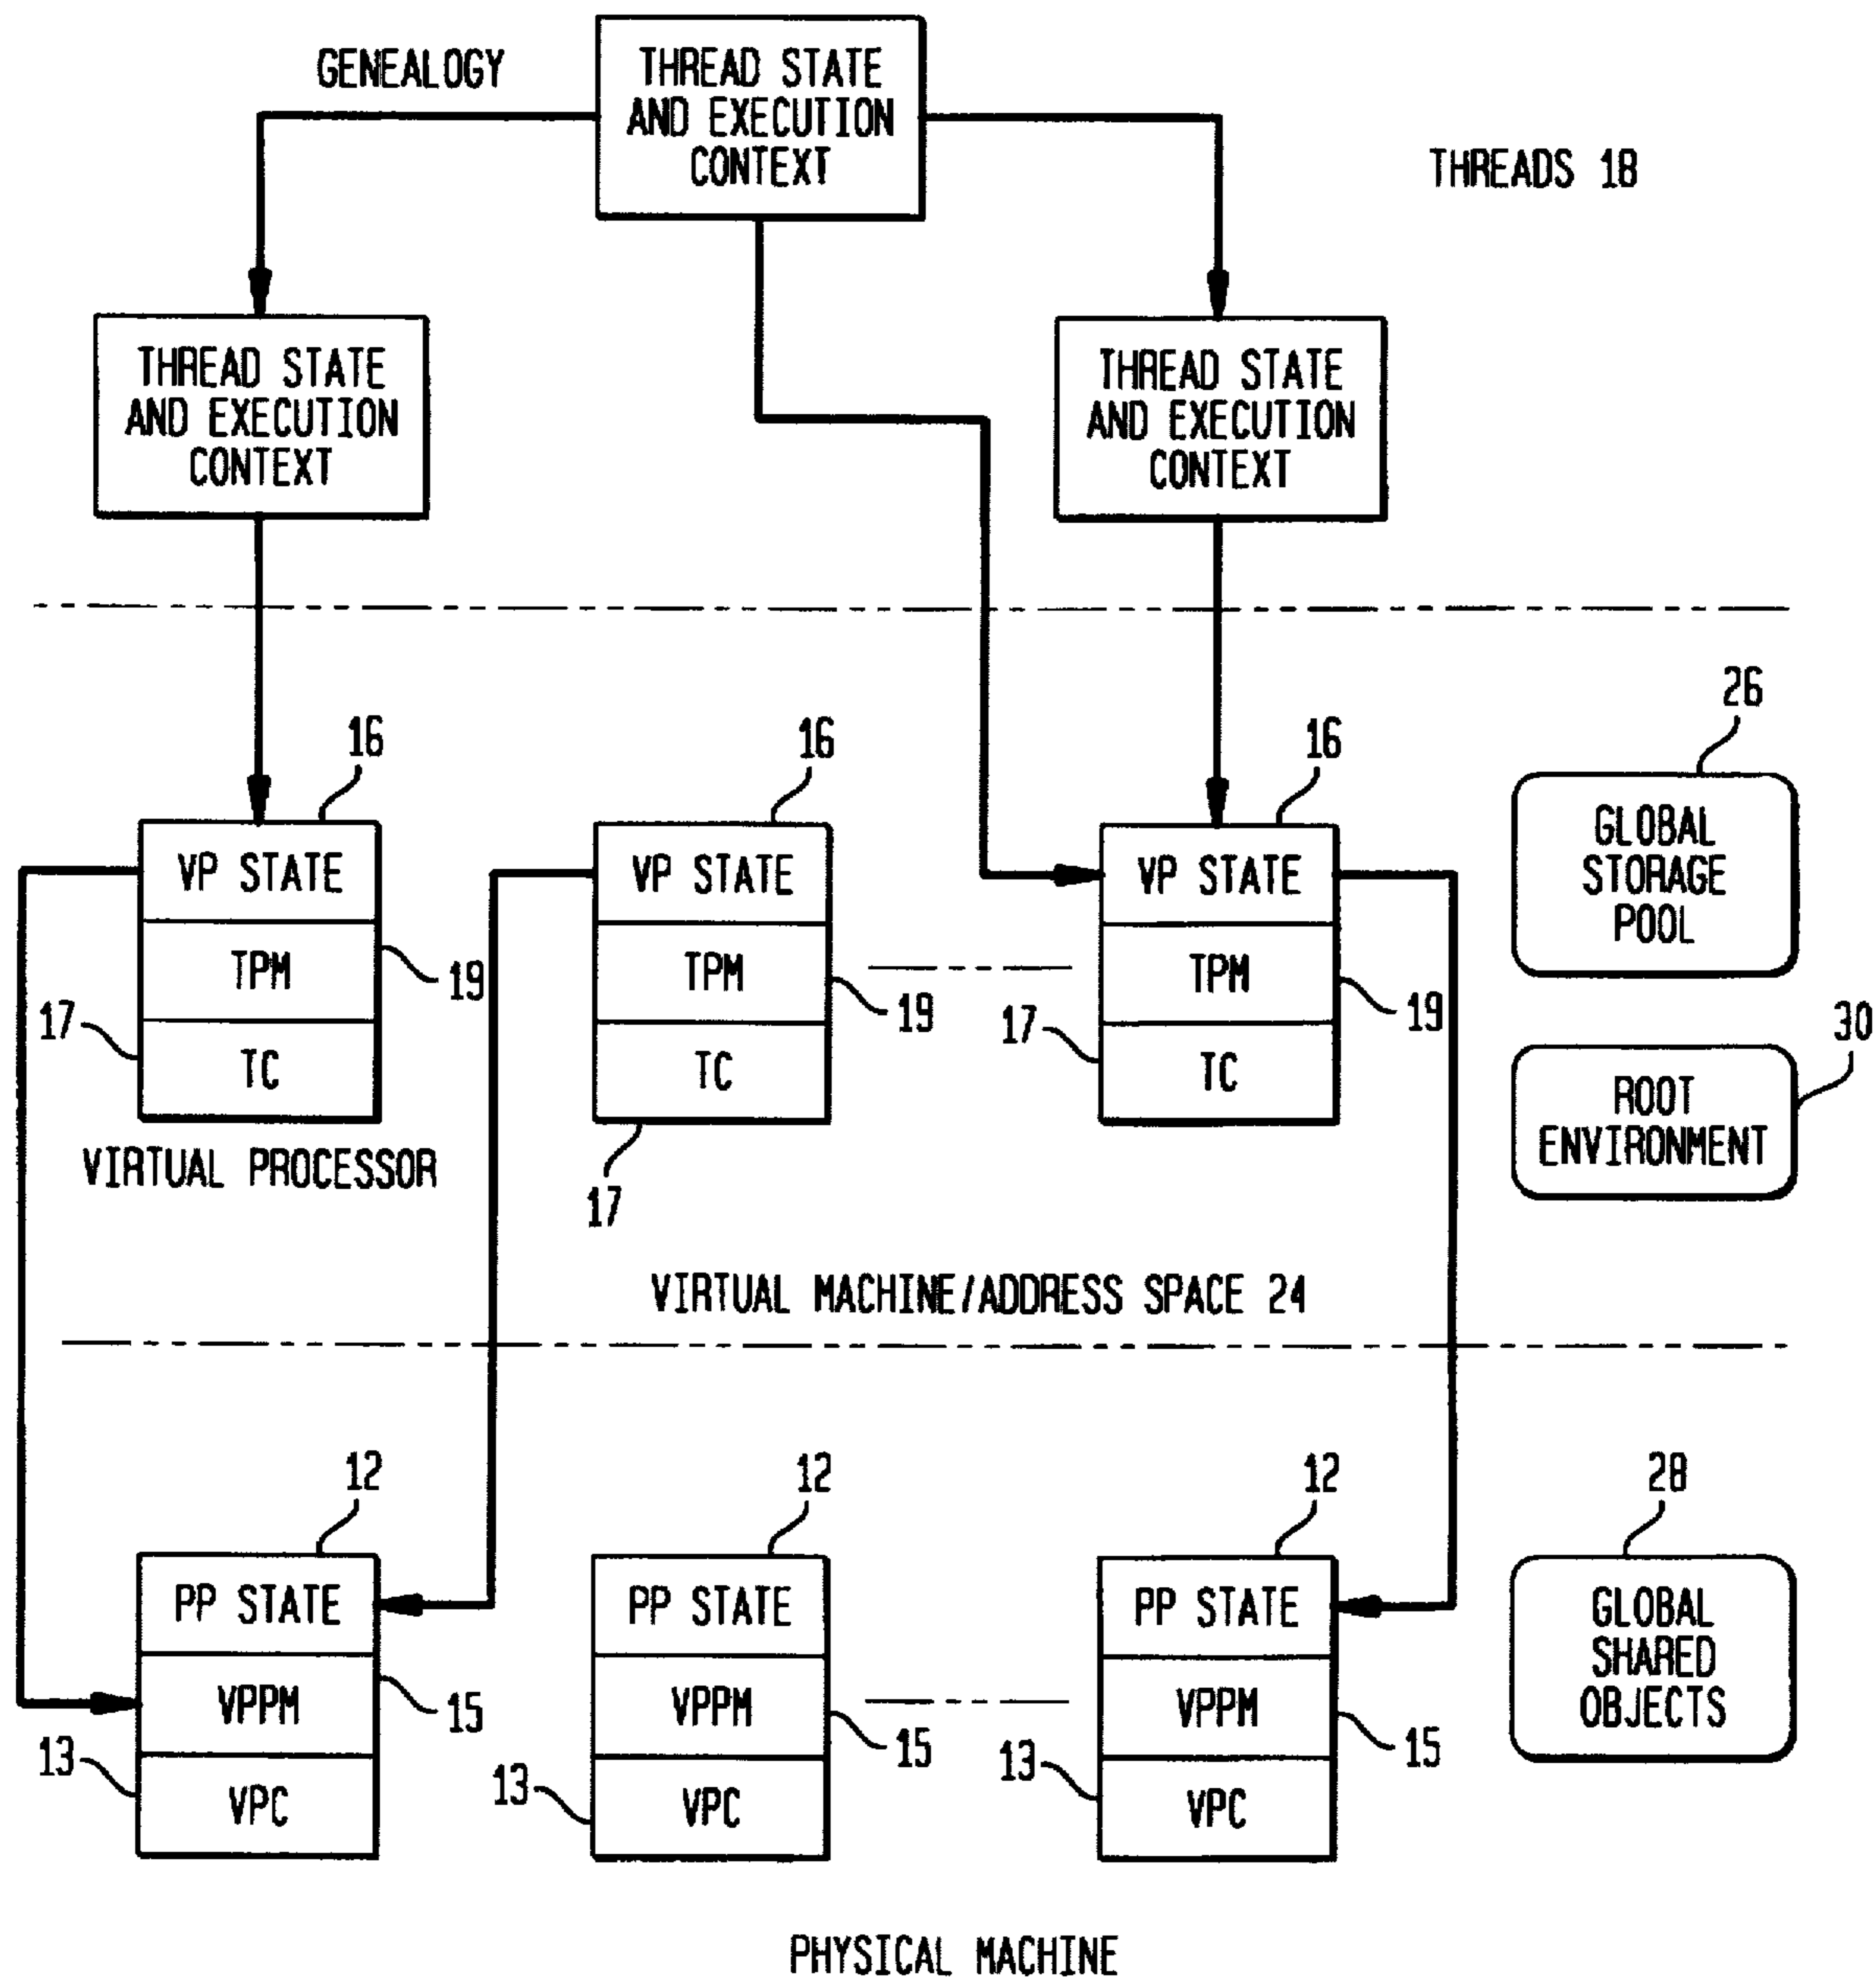 GENEALOGY
THREAD STATE
AND EXECUTION
CONTEXT
THREADS 18
THREAD STATE
AND EXECUTION
CONTEXT
THREAD STATE
AND EXECUTION
CONTEXT
16
VP STATE
TPM
TC
19
17
VIRTUAL PROCESSOR
16
VP STATE
TPM
TC
19
17
16
VP STATE
TPM
TC
19
17
26
GLOBAL
STORAGE
POOL
30
ROOT
ENVIRONMENT
VIRTUAL MACHINE/ADDRESS SPACE 24
12
PP STATE
VPPM
VPC
15
13
12
PP STATE
VPPM
VPC
15
13
12
PP STATE
VPPM
VPC
15
13
28
GLOBAL
SHARED
OBJECTS
PHYSICAL MACHINE